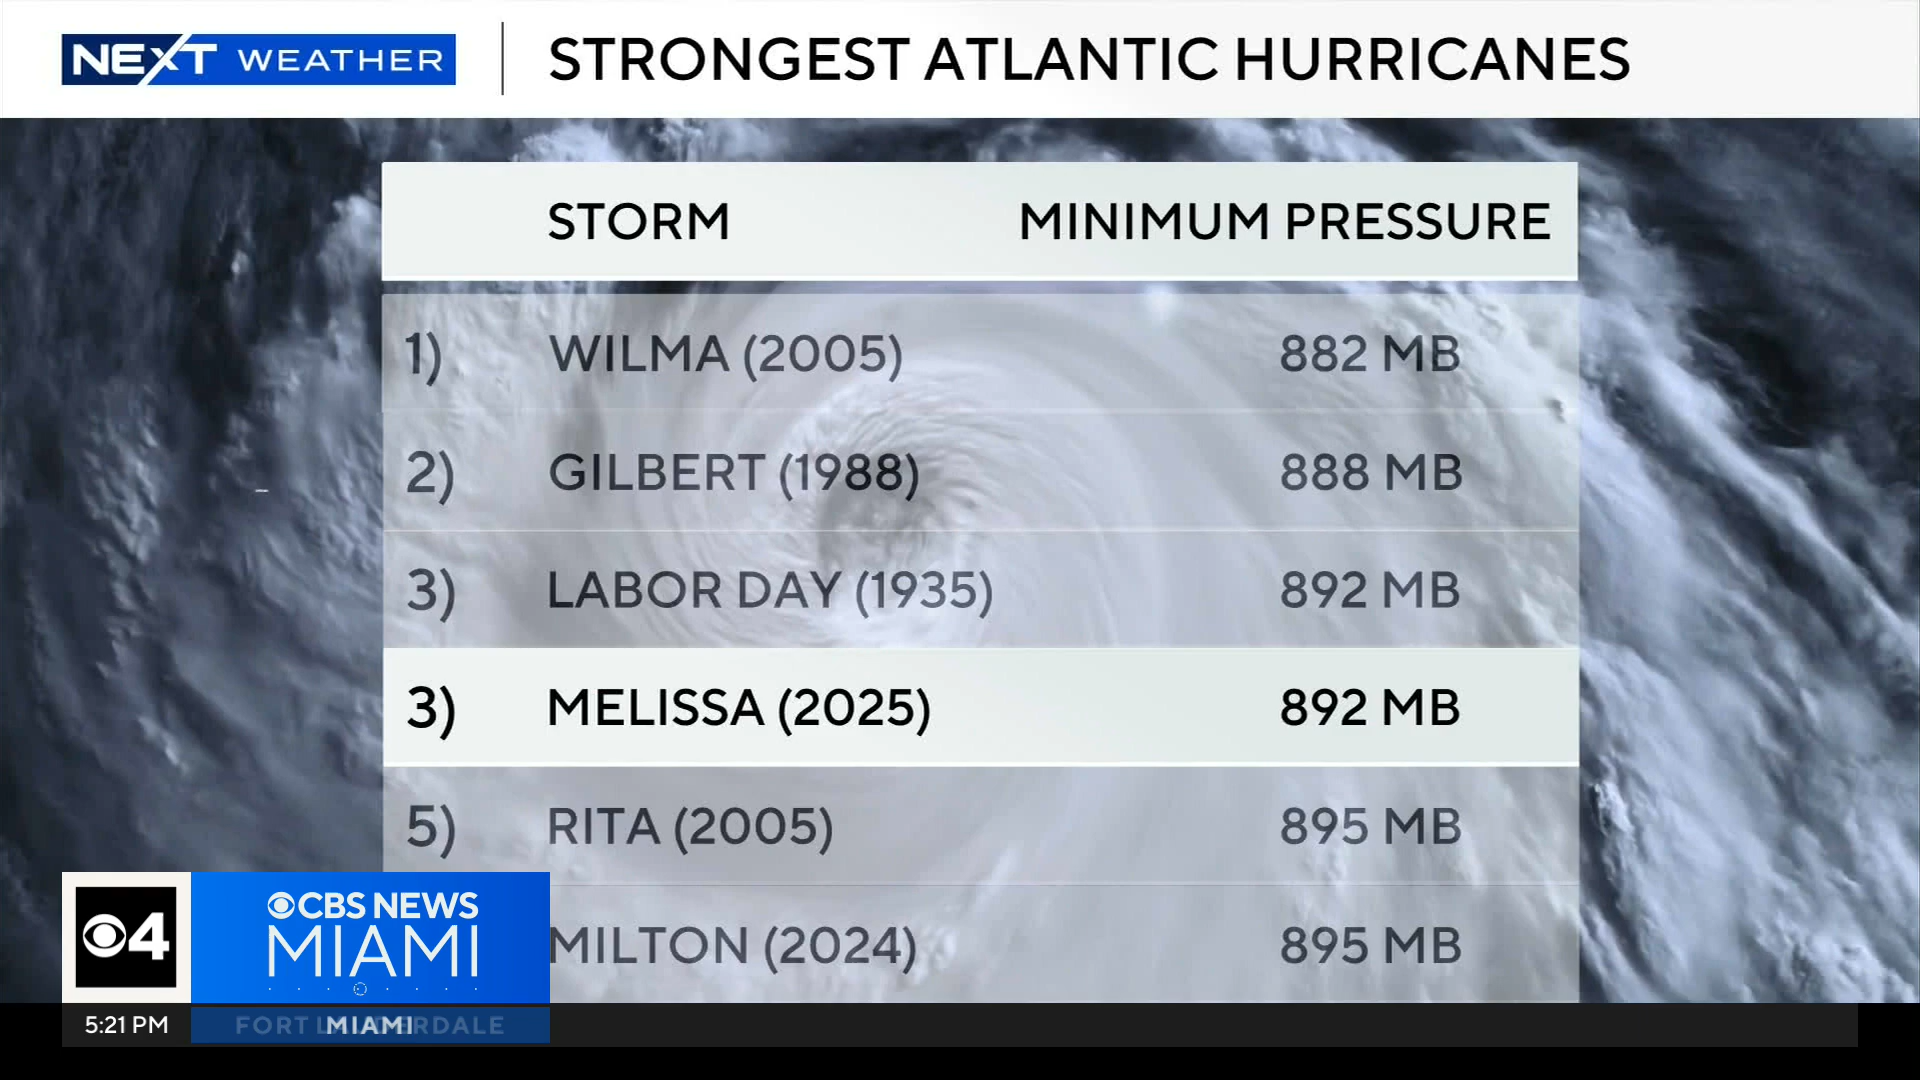 NEXT WEATHER
STRONGEST ATLANTIC HURRICANES
STORM MINIMUM PRESSURE
1) WILMA (2005) 882 MB
2) GILBERT (1988) 888 MB
3) LABOR DAY (1935) 892 MB
3) MELISSA (2025) 892 MB
5) RITA (2005) 895 MB
MILTON (2024) 895 MB
4
CBS NEWS
MIAMI
5:21 PM
MIAMI